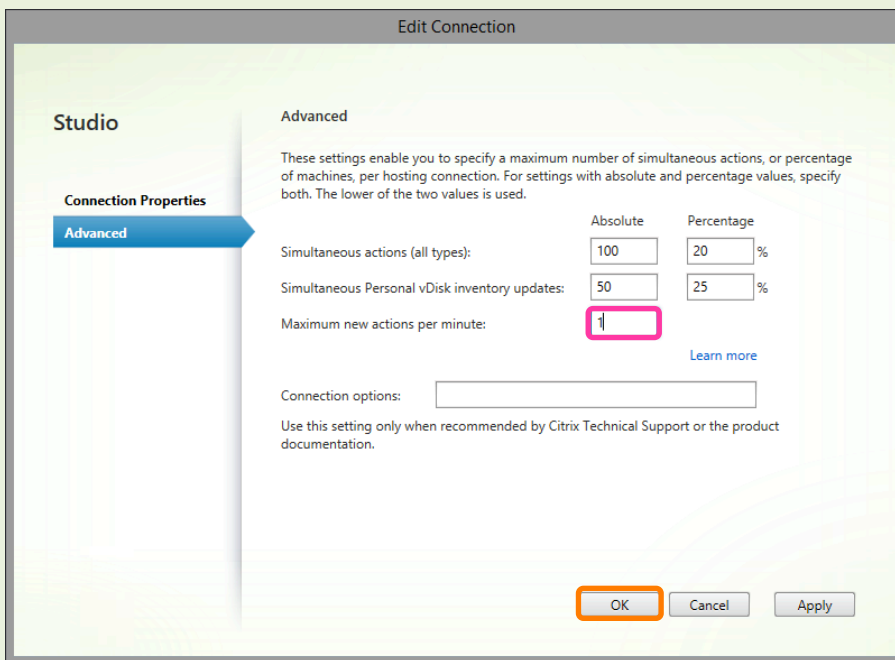 Edit Connection
Studio
Connection Properties
Advanced
Advanced
These settings enable you to specify a maximum number of simultaneous actions, or percentage
of machines, per hosting connection. For settings with absolute and percentage values, specify
both. The lower of the two values is used.
Absolute Percentage
Simultaneous actions (all types): 100 20 %
Simultaneous Personal vDisk inventory updates: 50 25 %
Maximum new actions per minute: 1
Learn more
Connection options:
Use this setting only when recommended by Citrix Technical Support or the product
documentation.
OK Cancel Apply